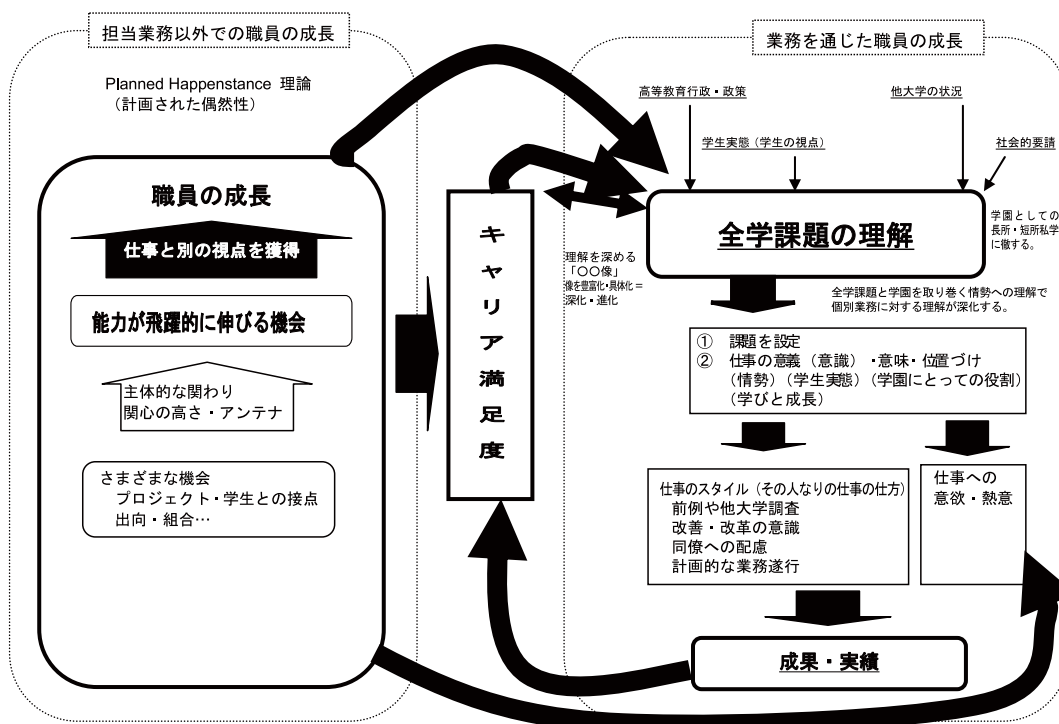 担当業務以外での職員の成長
Planned Happenstance 理論
(計画された偶然性)
職員の成長
仕事と別の視点を獲得
能力が飛躍的に伸びる機会
主体的な関わり
関心の高さ・アンテナ
さまざまな機会
プロジェクト・学生との接点
出向・組合…
キャリア満足度
業務を通じた職員の成長
高等教育行政・政策
他大学の状況
学生実態(学生の視点)
社会的要請
全学課題の理解
学園としての
長所・短所私学
に徹する。
理解を深める
「〇〇像」
像を豊富化・具体化＝
深化・進化
全学課題と学園を取り巻く情勢への理解で
個別業務に対する理解が深化する。
① 課題を設定
② 仕事の意義(意識)・意味・位置づけ
(情勢)(学生実態)(学園にとっての役割)
(学びと成長)
仕事のスタイル(その人なりの仕事の仕方)
前例や他大学調査
改善・改革の意識
同僚への配慮
計画的な業務遂行
仕事への
意欲・熱意
成果・実績